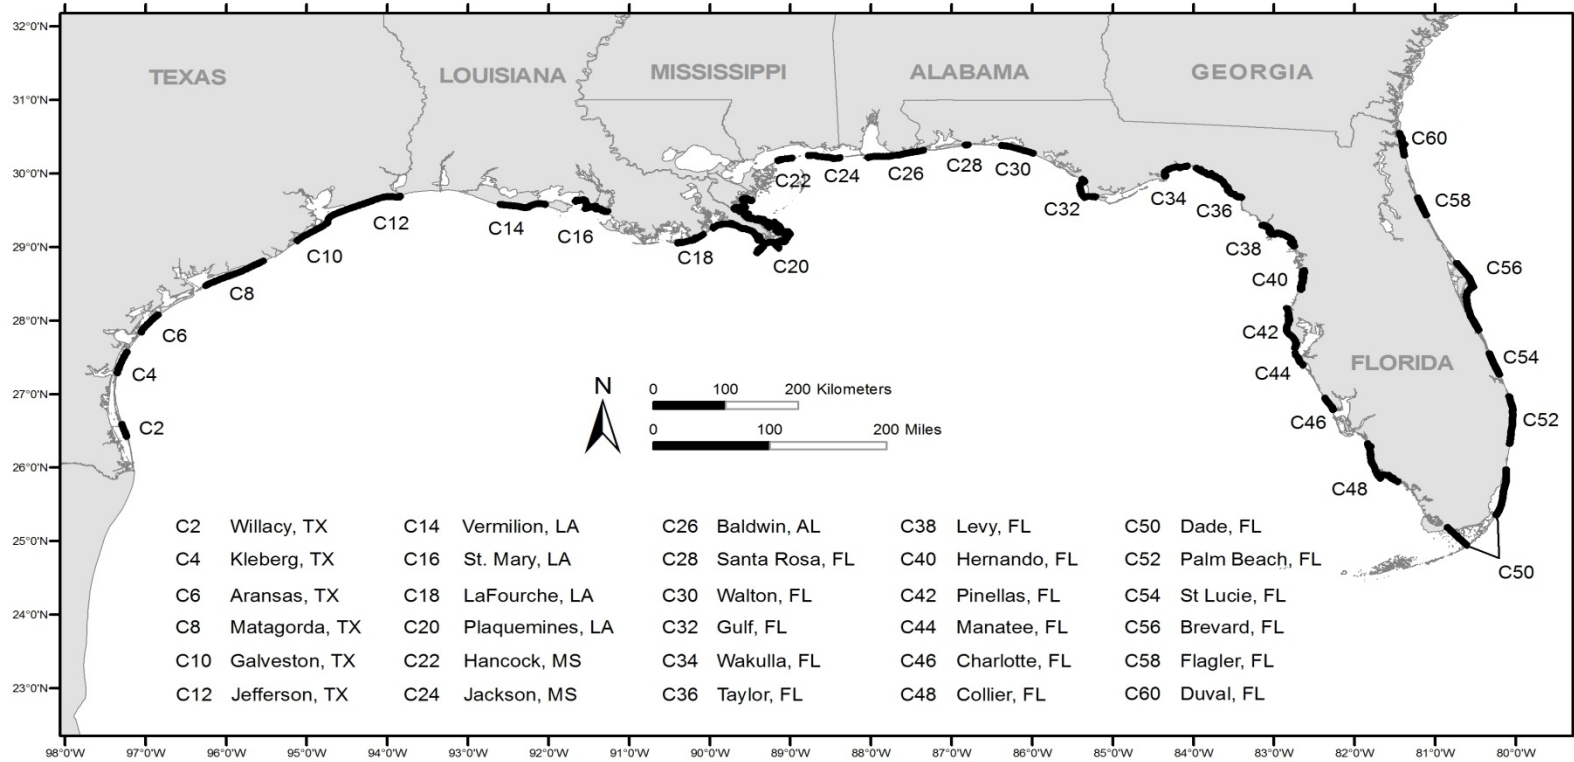 32°0'N
31°0'N
30°0'N
29°0'N
28°0'N
27°0'N
26°0'N
25°0'N
24°0'N
23°0'N
TEXAS
LOUISIANA
MISSISSIPPI
ALABAMA
GEORGIA
FLORIDA
C2
C4
C6
C8
C10
C12
C14
C16
C18
C20
C22
C24
C26
C28
C30
C32
C34
C36
C38
C40
C42
C44
C46
C48
C50
C52
C54
C56
C58
C60
N
0 100 200 Kilometers
0 100 200 Miles
C2 Willacy, TX C14 Vermilion, LA C26 Baldwin, AL C38 Levy, FL C50 Dade, FL
C4 Kleberg, TX C16 St. Mary, LA C28 Santa Rosa, FL C40 Hernando, FL C52 Palm Beach, FL
C6 Aransas, TX C18 LaFourche, LA C30 Walton, FL C42 Pinellas, FL C54 St Lucie, FL
C8 Matagorda, TX C20 Plaquemines, LA C32 Gulf, FL C44 Manatee, FL C56 Brevard, FL
C10 Galveston, TX C22 Hancock, MS C34 Wakulla, FL C46 Charlotte, FL C58 Flagler, FL
C12 Jefferson, TX C24 Jackson, MS C36 Taylor, FL C48 Collier, FL C60 Duval, FL
98°0'W 97°0'W 96°0'W 95°0'W 94°0'W 93°0'W 92°0'W 91°0'W 90°0'W 89°0'W 88°0'W 87°0'W 86°0'W 85°0'W 84°0'W 83°0'W 82°0'W 81°0'W 80°0'W